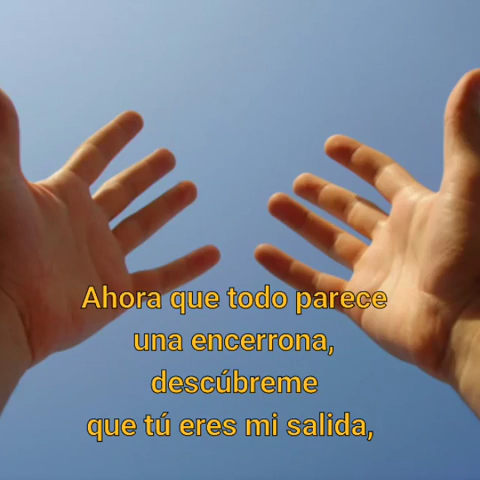 Ahora que todo parece
una encerrona,
descúbreme
que tú eres mi salida,